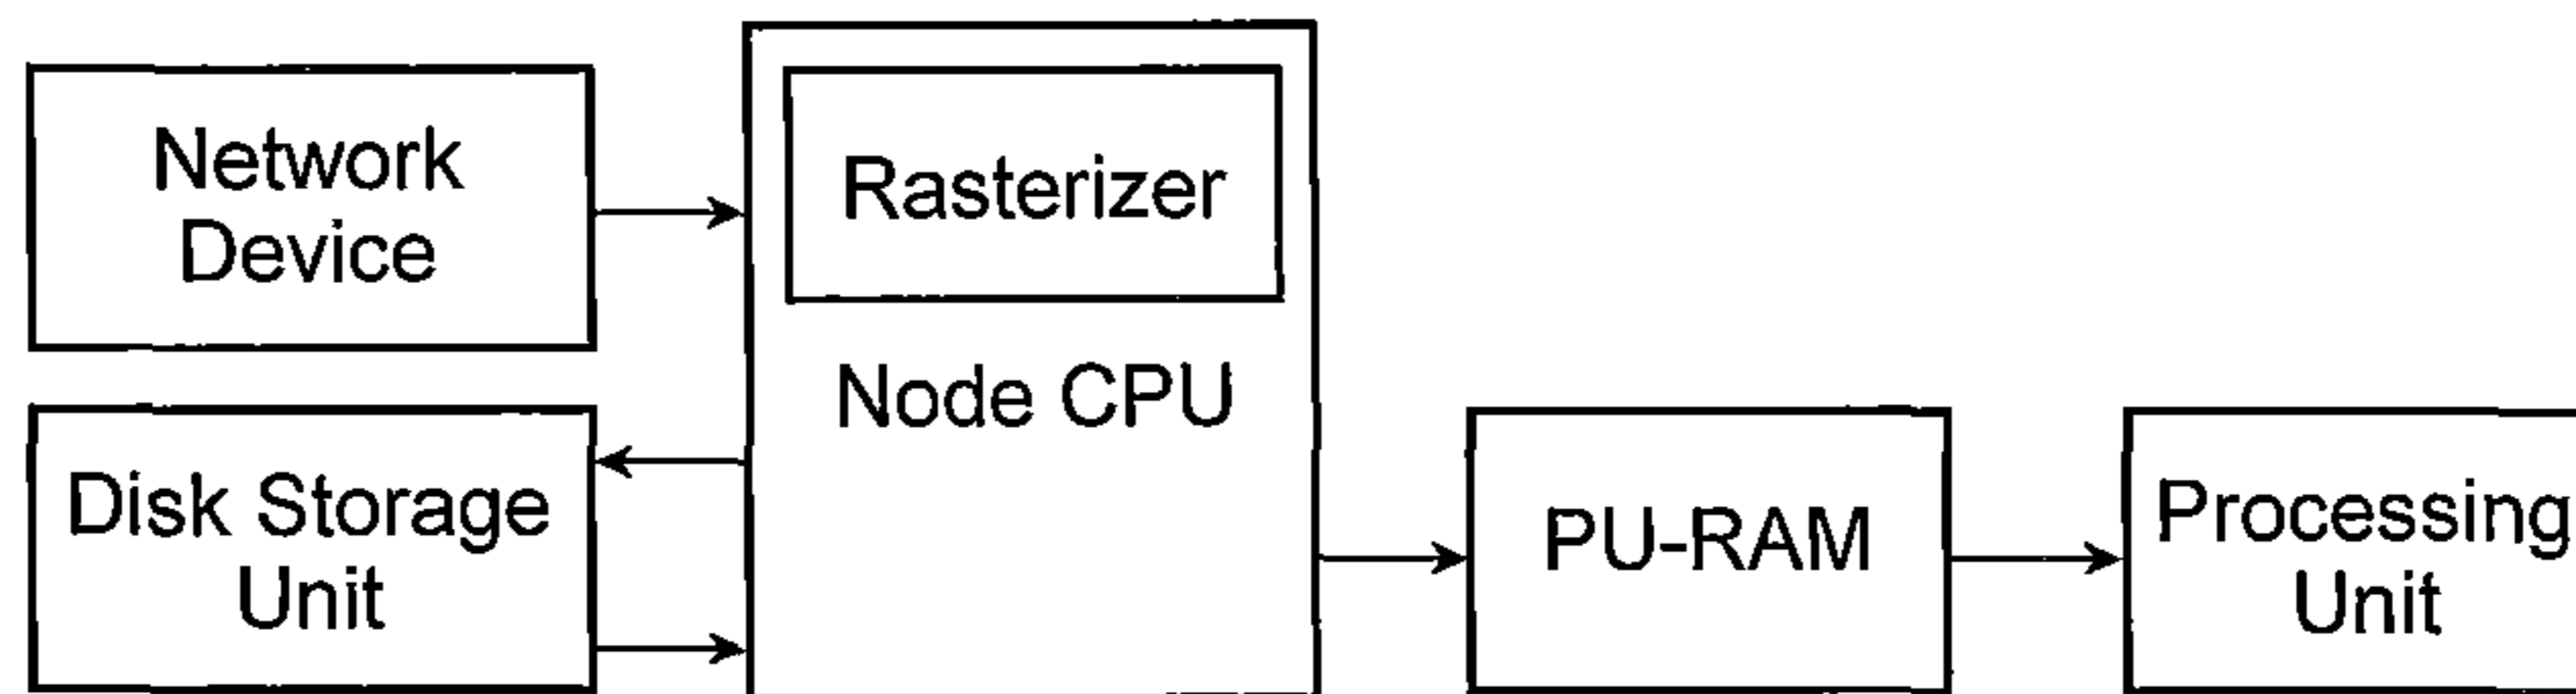 Network
Device
Rasterizer
Node CPU
Disk Storage
Unit
PU-RAM
Processing
Unit